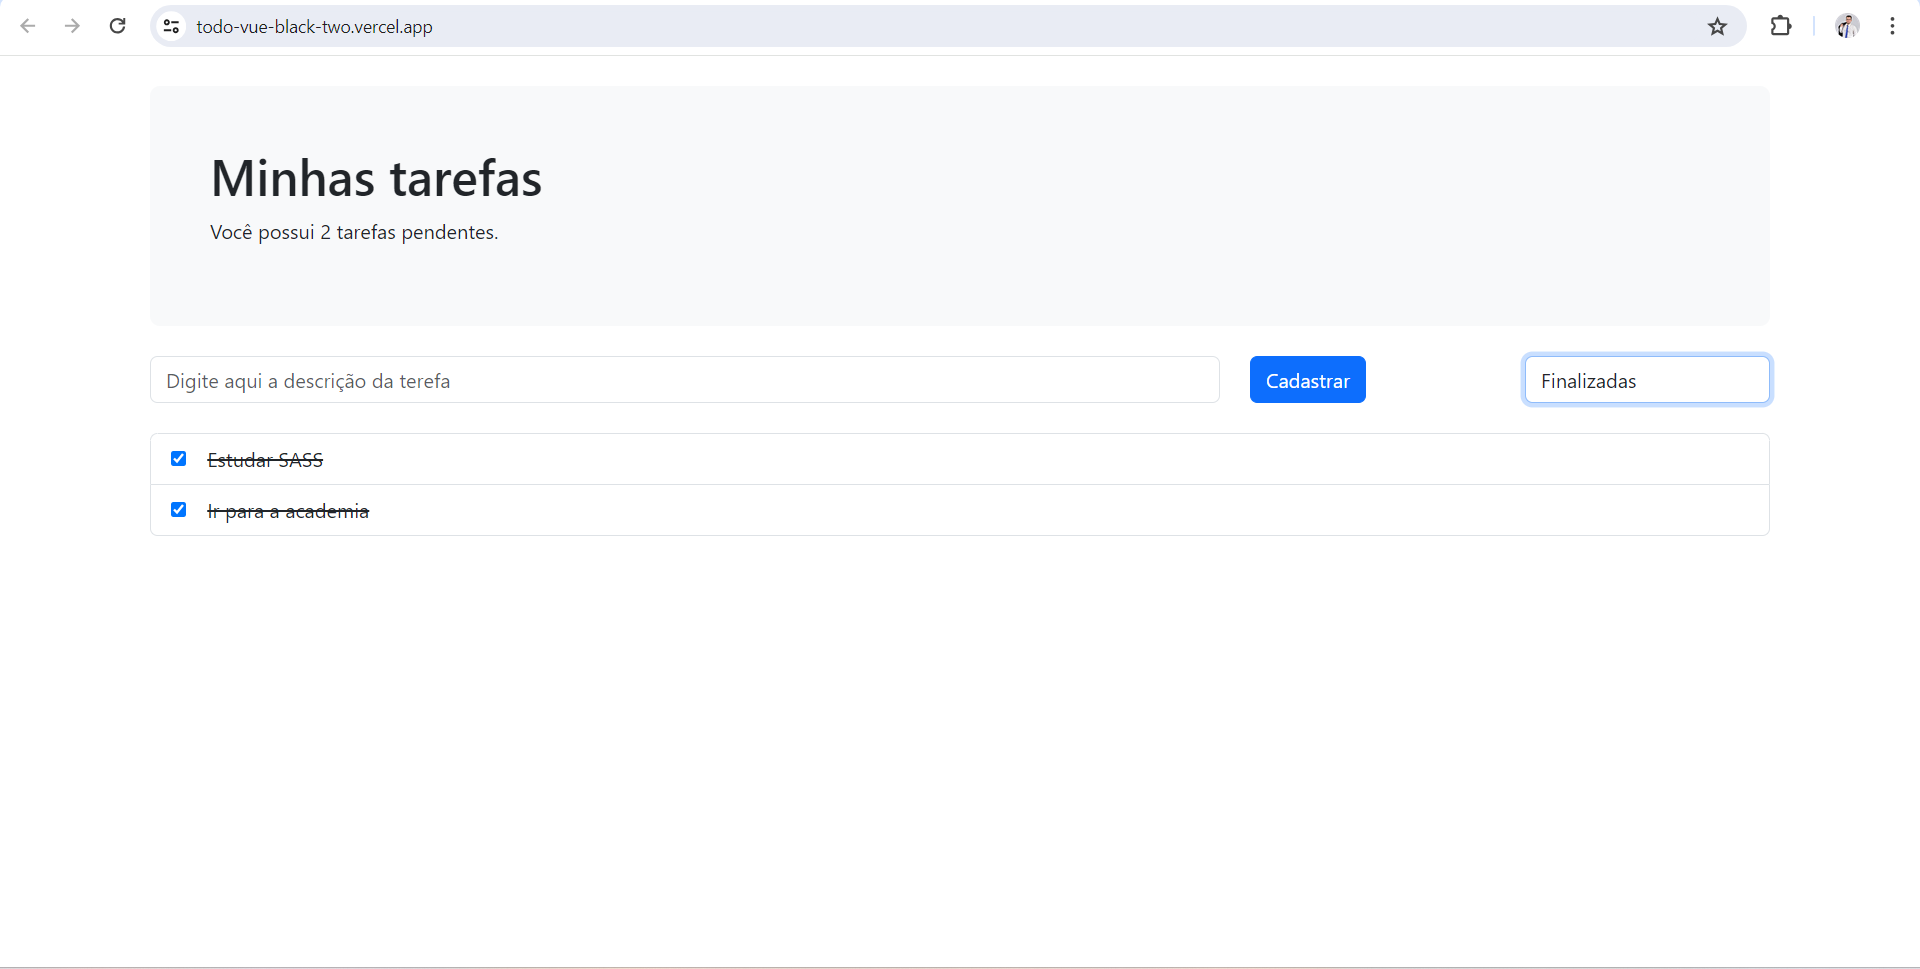 todo-vue-black-two.vercel.app
Minhas tarefas
Você possui 2 tarefas pendentes.
Digite aqui a descrição da terefa
Cadastrar
Finalizadas
Estudar SASS
Ir para a academia